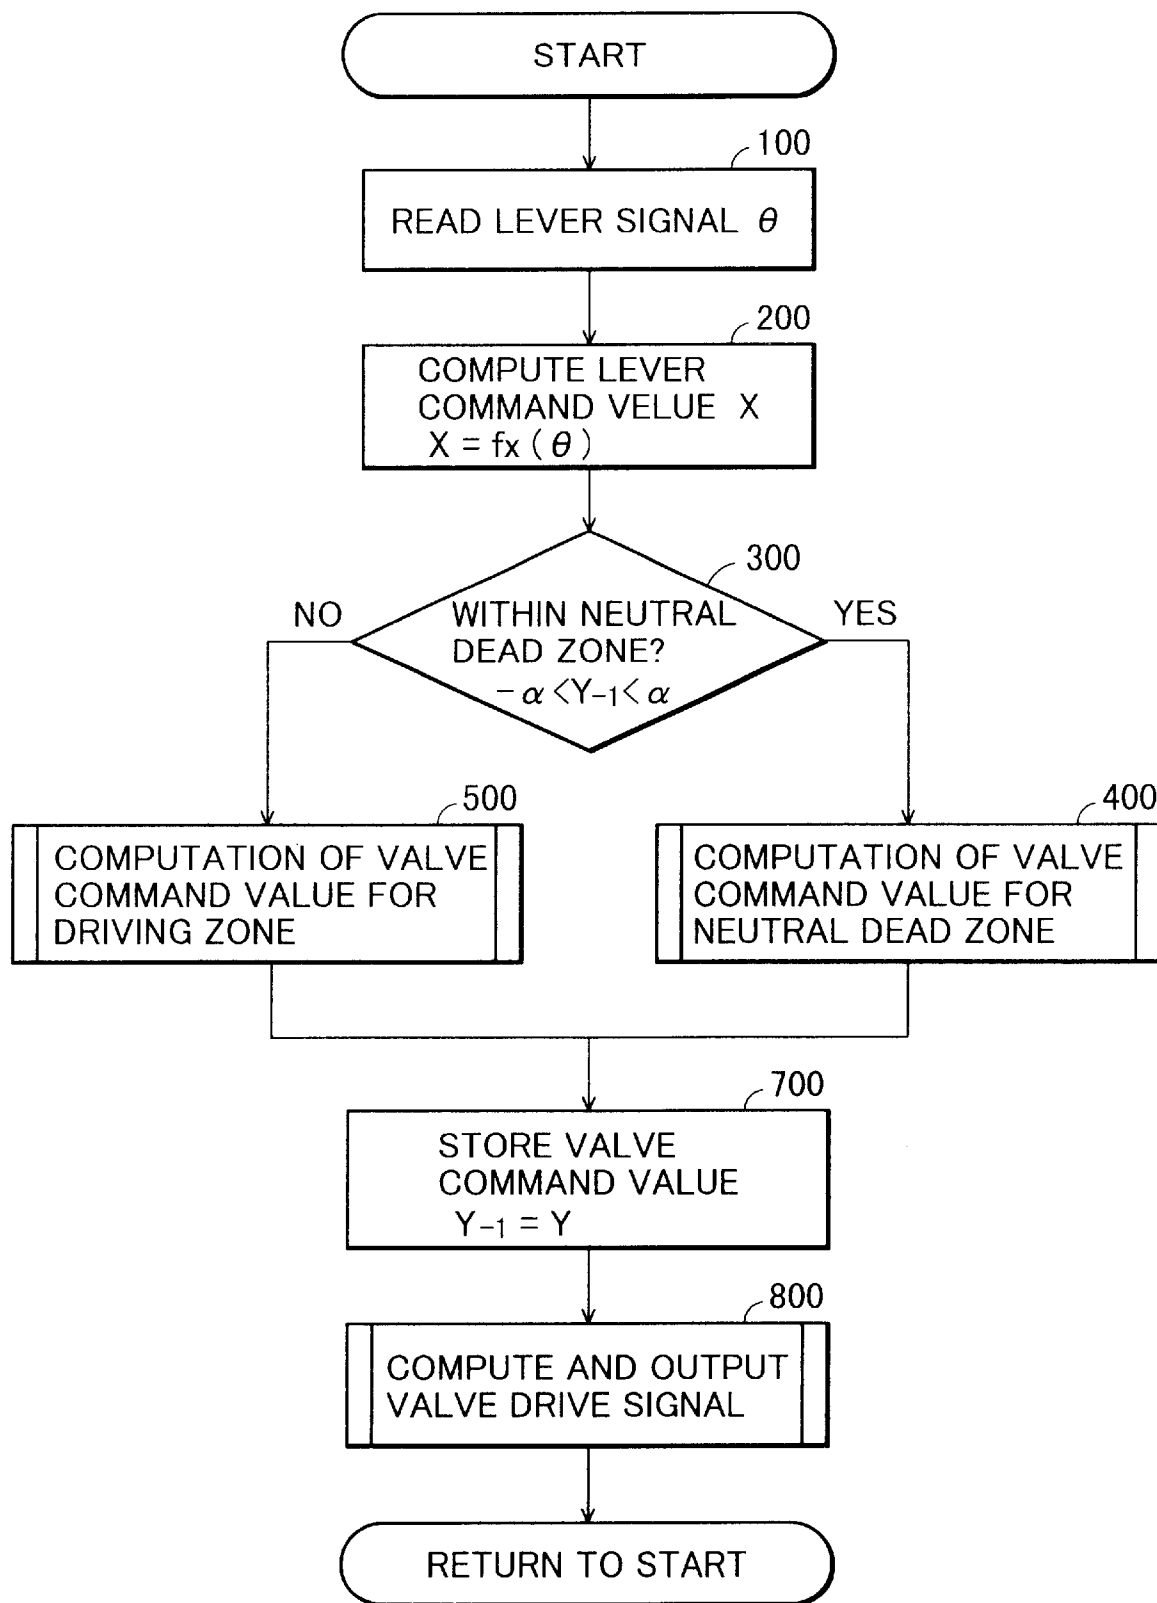 START
100
READ LEVER SIGNAL θ
200
COMPUTE LEVER
COMMAND VELUE X
X = fx ( θ )
300
NO
WITHIN NEUTRAL
DEAD ZONE?
YES
- α < Y-1 < α
500
COMPUTATION OF VALVE
COMMAND VALUE FOR
DRIVING ZONE
400
COMPUTATION OF VALVE
COMMAND VALUE FOR
NEUTRAL DEAD ZONE
700
STORE VALVE
COMMAND VALUE
Y-1 = Y
800
COMPUTE AND OUTPUT
VALVE DRIVE SIGNAL
RETURN TO START